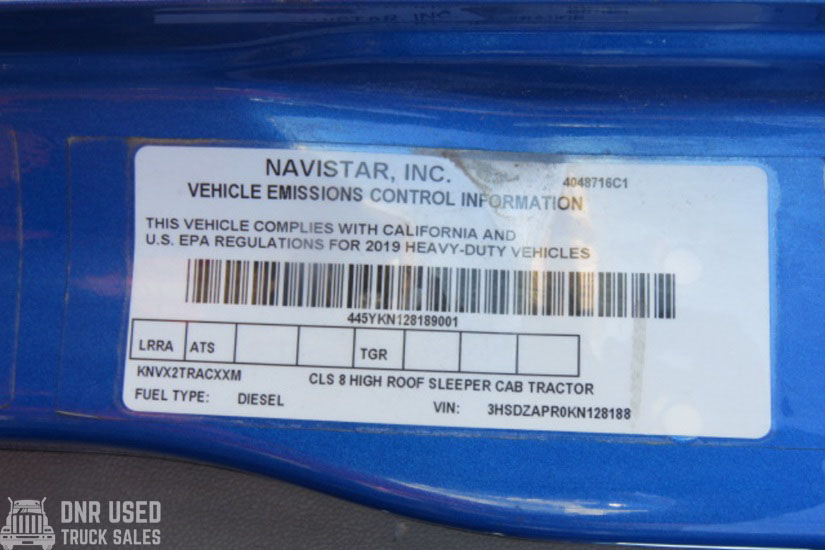 NAVISTAR, INC.
4048716C1
VEHICLE EMISSIONS CONTROL INFORMATION
THIS VEHICLE COMPLIES WITH CALIFORNIA AND
U.S. EPA REGULATIONS FOR 2019 HEAVY-DUTY VEHICLES
445YKN128189001
LRRA ATS TGR
KNVX2TRACXXM CLS 8 HIGH ROOF SLEEPER CAB TRACTOR
FUEL TYPE: DIESEL VIN: 3HSDZAPR0KN128188
DNR USED
TRUCK SALES